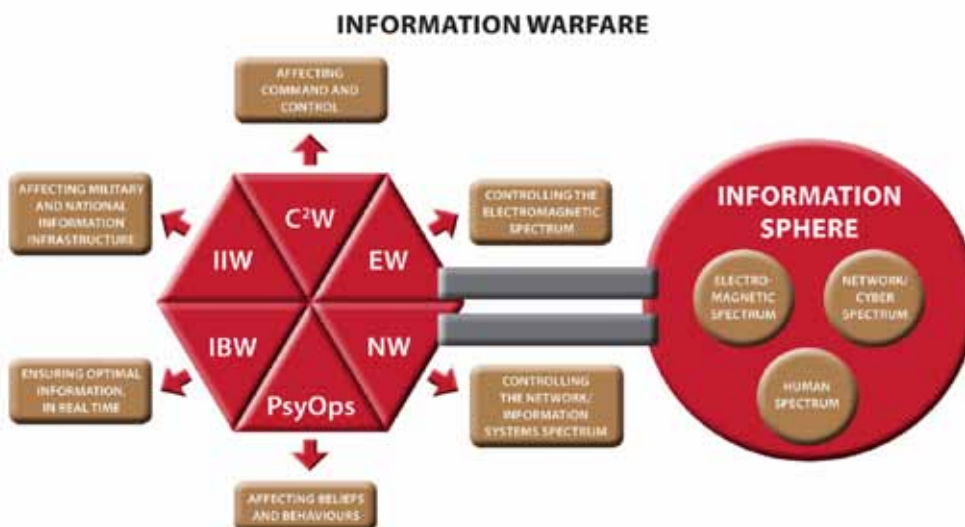 INFORMATION WARFARE
AFFECTING
COMMAND AND
CONTROL
AFFECTING MILITARY
AND NATIONAL
INFORMATION
INFRASTRUCTURE
CONTROLLING THE
ELECTROMAGNETIC
SPECTRUM
C²W
IIW
EW
IBW
NW
PsyOps
ENSURING OPTIMAL
INFORMATION,
IN REAL TIME
CONTROLLING
THE NETWORK/
INFORMATION
SYSTEMS SPECTRUM
AFFECTING BELIEFS
AND BEHAVIOURS
INFORMATION
SPHERE
ELECTRO-
MAGNETIC
SPECTRUM
NETWORK/
CYBER
SPECTRUM
HUMAN
SPECTRUM